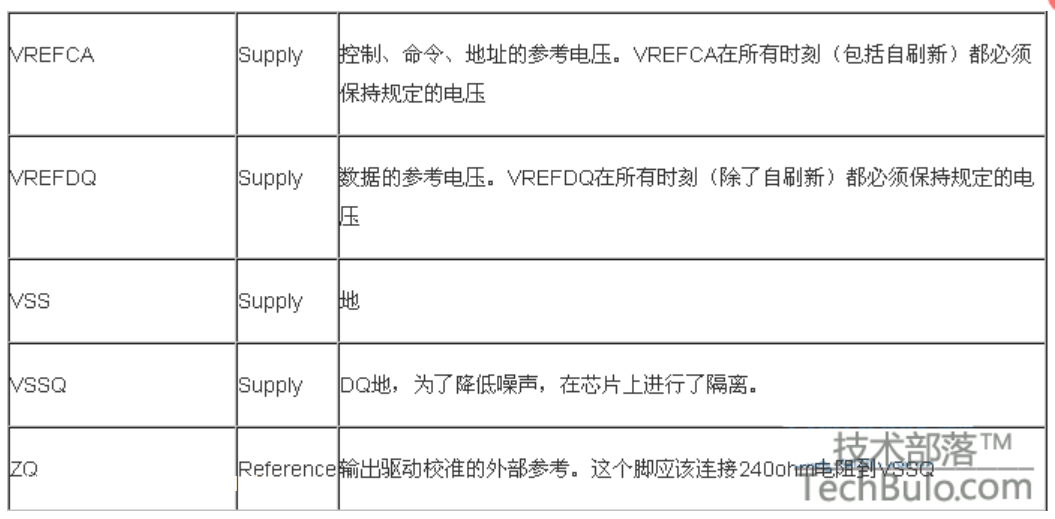 VREFCA Supply 控制、命令、地址的参考电压。VREFCA在所有时刻（包括自刷新）都必须
保持规定的电压
VREFDQ Supply 数据的参考电压。VREFDQ在所有时刻（除了自刷新）都必须保持规定的电
压
VSS Supply 地
VSSQ Supply DQ地，为了降低噪声，在芯片上进行了隔离。
ZQ Reference 输出驱动校准的外部参考。这个脚应该连接240ohm电阻到VSSQ
技术部落™
TechBulo.com